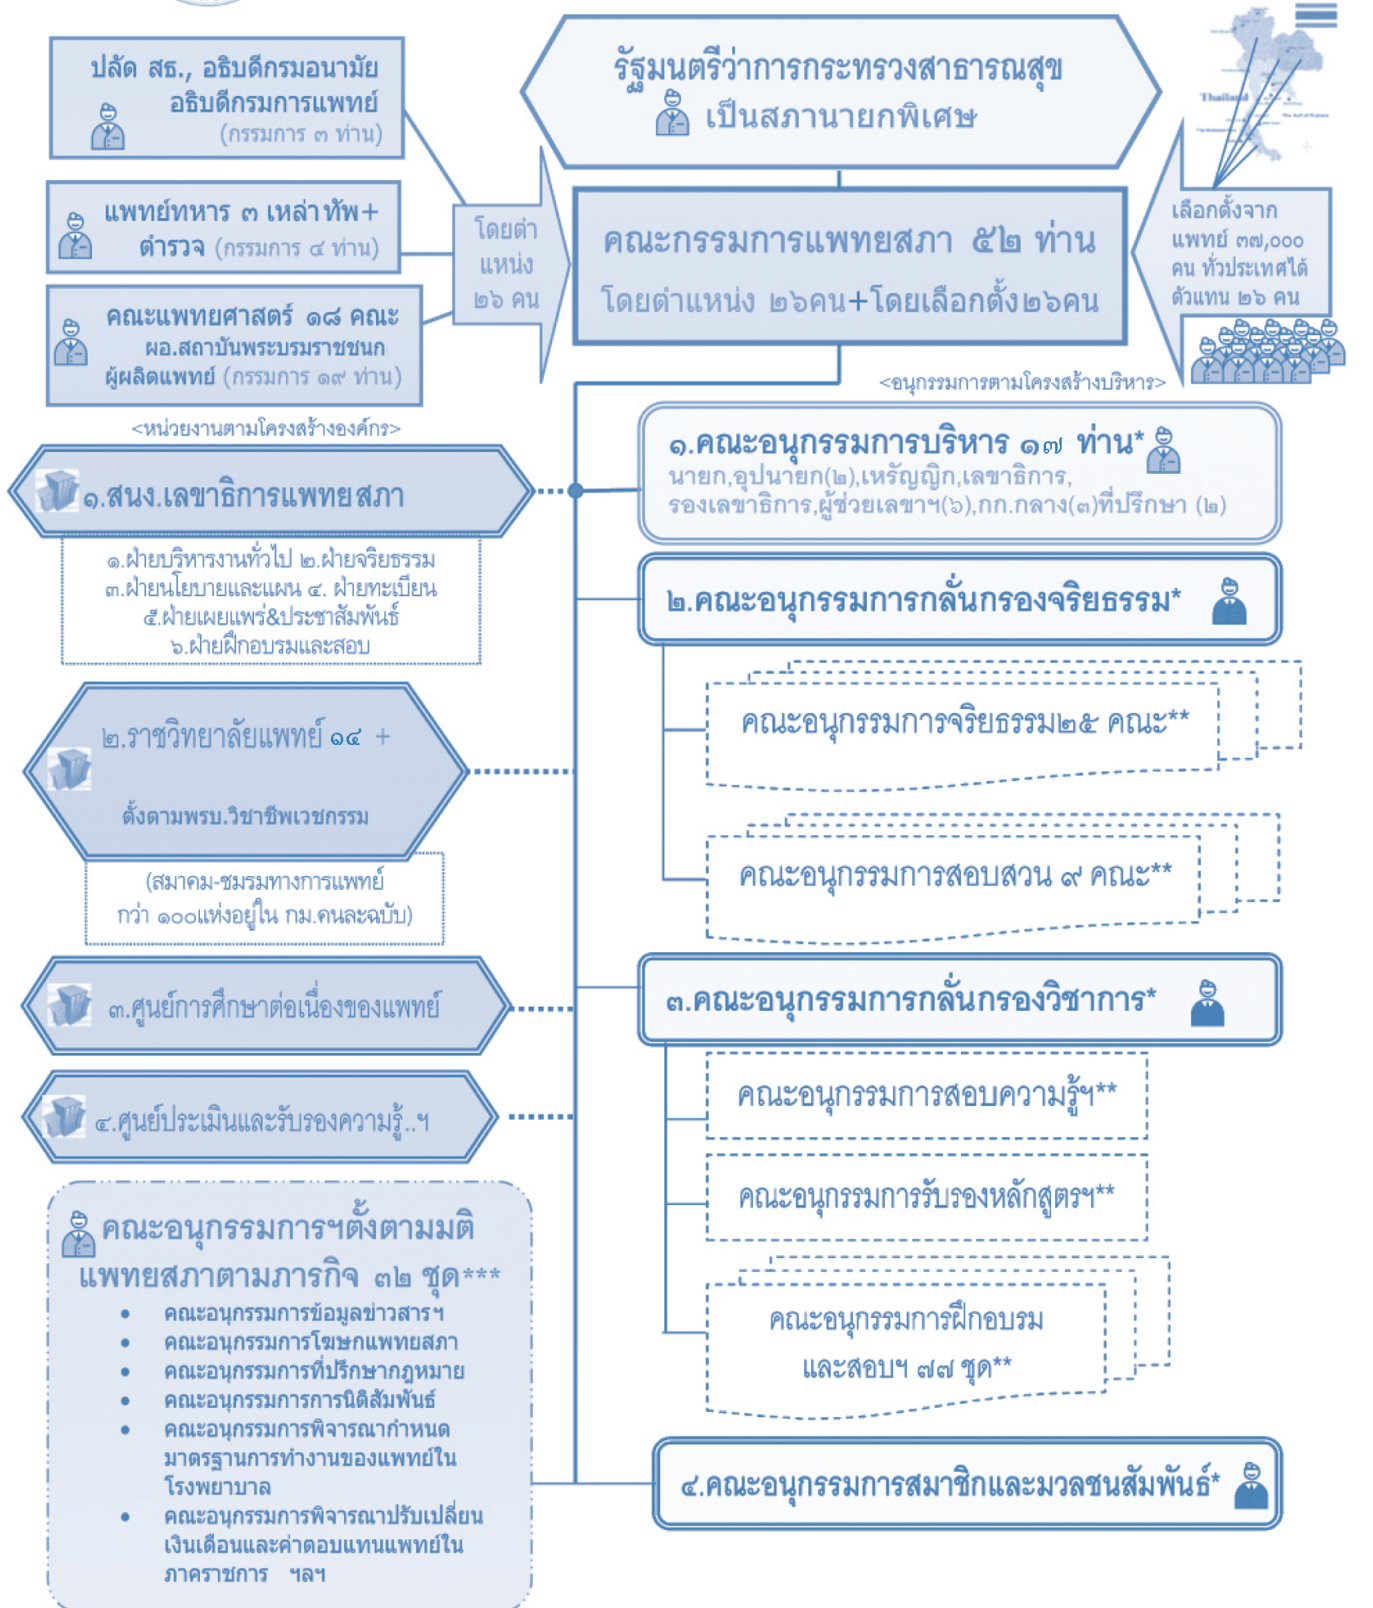 รัฐมนตรีว่าการกระทรวงสาธารณสุข
เป็นสภานายกพิเศษ
ปลัด สธ., อธิบดีกรมอนามัย
อธิบดีกรมการแพทย์
(กรรมการ ๓ ท่าน)
แพทย์ทหาร ๓ เหล่าทัพ+
ตำรวจ (กรรมการ ๔ ท่าน)
คณะแพทยศาสตร์ ๑๘ คณะ
ผอ.สถาบันพระบรมราชชนก
ผู้ผลิตแพทย์ (กรรมการ ๑๙ ท่าน)
โดยตำ
แหน่ง
๒๖ คน
คณะกรรมการแพทยสภา ๕๒ ท่าน
โดยตำแหน่ง ๒๖คน+โดยเลือกตั้ง๒๖คน
Thailand
เลือกตั้งจาก
แพทย์ ๓๗,๐๐๐
คน ทั่วประเทศได้
ตัวแทน ๒๖ คน
<หน่วยงานตามโครงสร้างองค์กร>
๑.สนง.เลขาธิการแพทยสภา
๑.ฝ่ายบริหารงานทั่วไป ๒.ฝ่ายจริยธรรม
๓.ฝ่ายนโยบายและแผน ๔. ฝ่ายทะเบียน
๕.ฝ่ายเผยแพร่&ประชาสัมพันธ์
๖.ฝ่ายฝึกอบรมและสอบ
๒.ราชวิทยาลัยแพทย์ ๑๔ +
ตั้งตามพรบ.วิชาชีพเวชกรรม
(สมาคม-ชมรมทางการแพทย์
กว่า ๑๐๐แห่งอยู่ใน กม.คนละฉบับ)
๓.ศูนย์การศึกษาต่อเนื่องของแพทย์
๔.ศูนย์ประเมินและรับรองความรู้..ฯ
คณะอนุกรรมการฯตั้งตามมติ
แพทยสภาตามภารกิจ ๓๒ ชุด***
• คณะอนุกรรมการข้อมูลข่าวสารฯ
• คณะอนุกรรมการโฆษกแพทยสภา
• คณะอนุกรรมการที่ปรึกษากฎหมาย
• คณะอนุกรรมการการนิติสัมพันธ์
• คณะอนุกรรมการพิจารณากำหนด
มาตรฐานการทำงานของแพทย์ใน
โรงพยาบาล
• คณะอนุกรรมการพิจารณาปรับเปลี่ยน
เงินเดือนและค่าตอบแทนแพทย์ใน
ภาคราชการ ฯลฯ
<อนุกรรมการตามโครงสร้างบริหาร>
๑.คณะอนุกรรมการบริหาร ๑๗ ท่าน*
นายก,อุปนายก(๒),เหรัญญิก,เลขาธิการ,
รองเลขาธิการ,ผู้ช่วยเลขาฯ(๖),กก.กลาง(๓)ที่ปรึกษา (๒)
๒.คณะอนุกรรมการกลั่นกรองจริยธรรม*
คณะอนุกรรมการจริยธรรม๒๕ คณะ**
คณะอนุกรรมการสอบสวน ๙ คณะ**
๓.คณะอนุกรรมการกลั่นกรองวิชาการ*
คณะอนุกรรมการสอบความรู้ฯ**
คณะอนุกรรมการรับรองหลักสูตรฯ**
คณะอนุกรรมการฝึกอบรม
และสอบฯ ๗๗ ชุด**
๔.คณะอนุกรรมการสมาชิกและมวลชนสัมพันธ์*